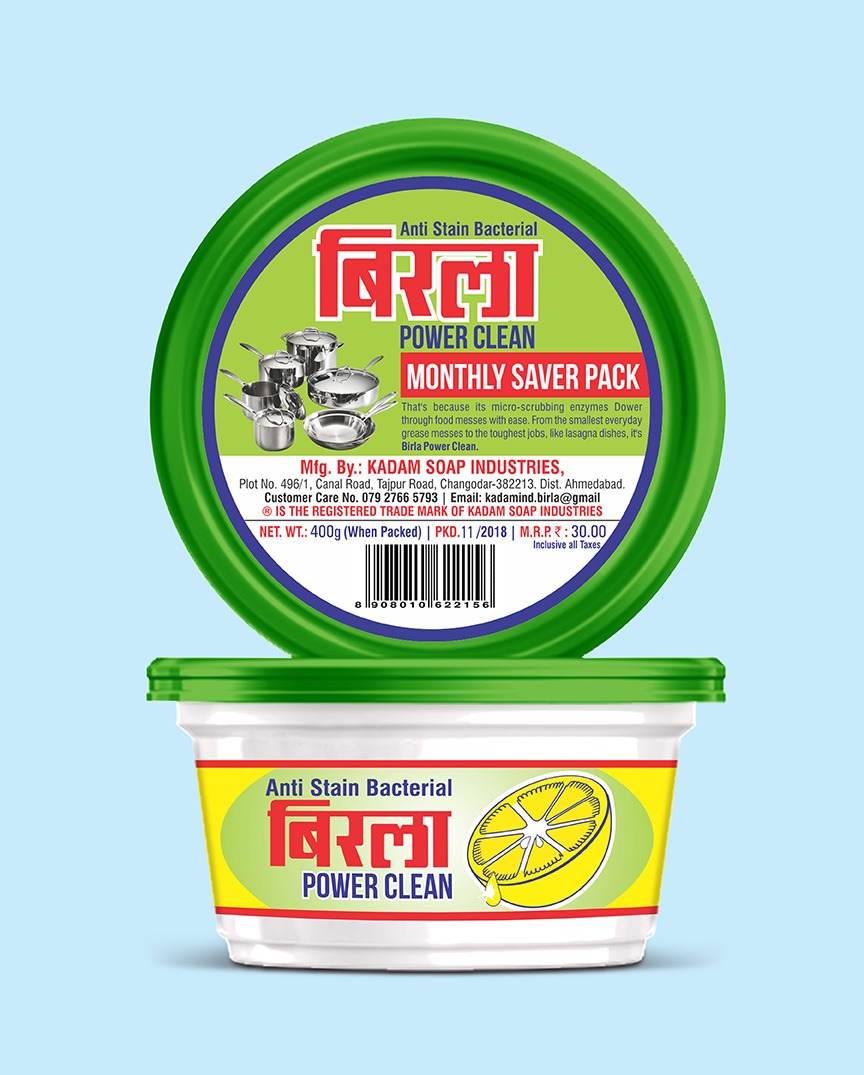 Anti Stain Bacterial
बिरला
POWER CLEAN
MONTHLY SAVER PACK
That's because its micro-scrubbing enzymes Dower
through food messes with ease. From the smallest everyday
grease messes to the toughest jobs, like lasagna dishes, it's
Birla Power Clean.
Mfg. By.: KADAM SOAP INDUSTRIES,
Plot No. 496/1, Canal Road, Tajpur Road, Changodar-382213. Dist. Ahmedabad.
Customer Care No. 079 2766 5793 | Email: kadamind.birla@gmail
® IS THE REGISTERED TRADE MARK OF KADAM SOAP INDUSTRIES
NET. WT.: 400g (When Packed) | PKD.11/2018 | M.R.P. ₹ : 30.00
Inclusive all Taxes.
8 908010 622156
Anti Stain Bacterial
बिरला
POWER CLEAN